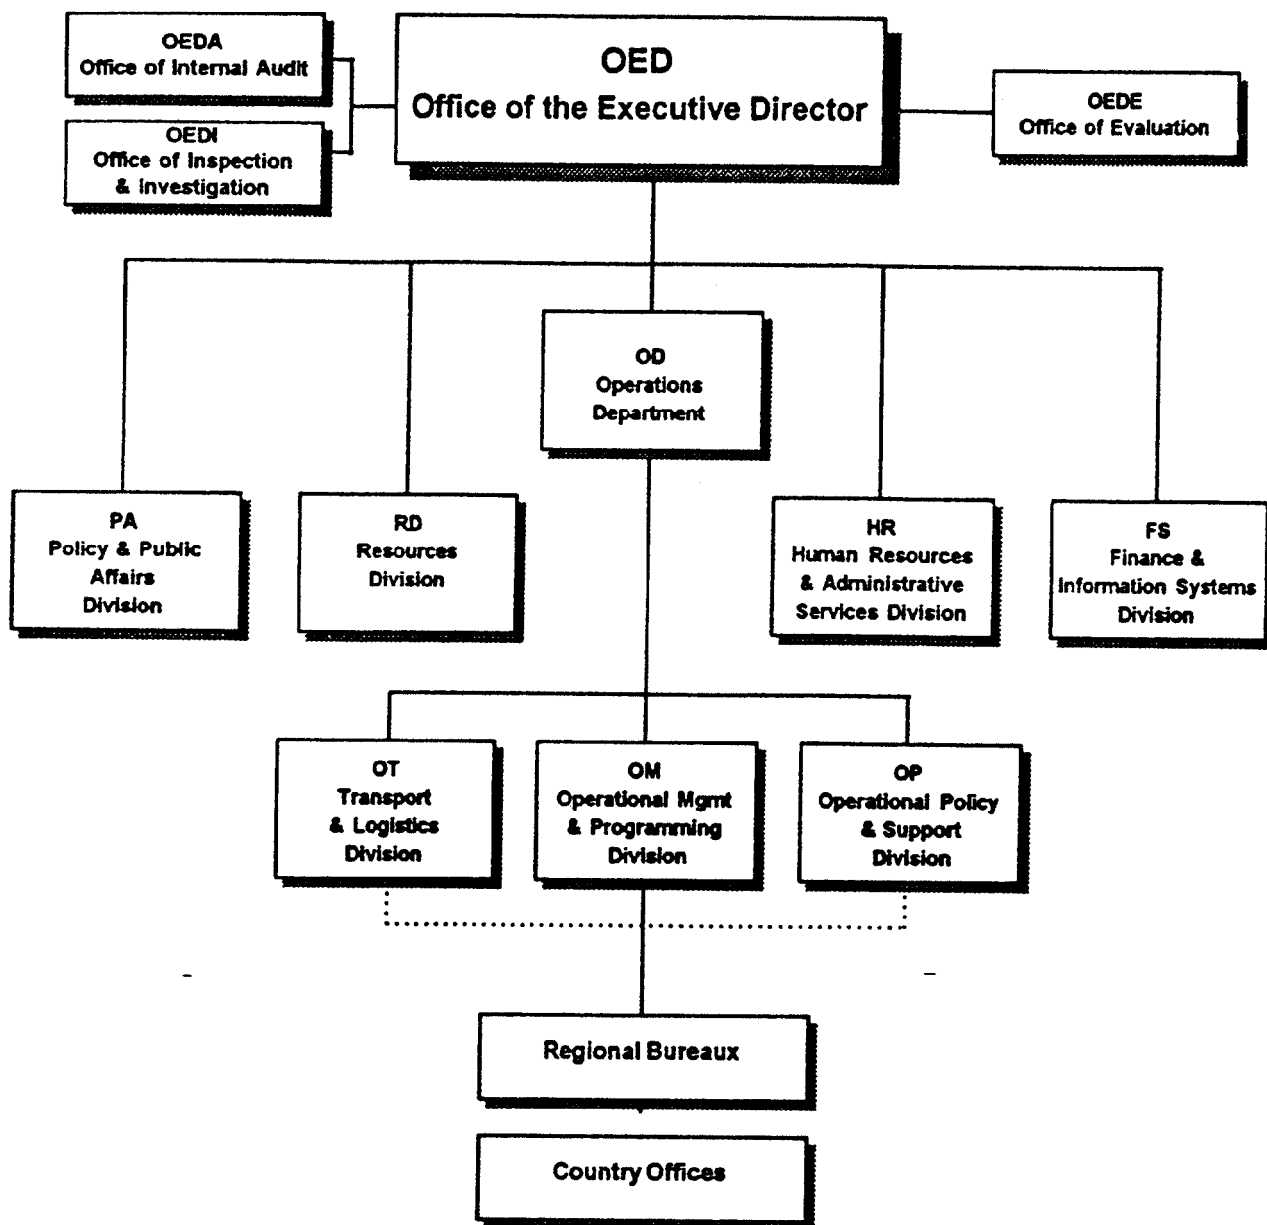 OEDA
Office of Internal Audit
OEDI
Office of Inspection
& Investigation
OED
Office of the Executive Director
OEDE
Office of Evaluation
OD
Operations
Department
PA
Policy & Public
Affairs
Division
RD
Resources
Division
HR
Human Resources
& Administrative
Services Division
FS
Finance &
Information Systems
Division
OT
Transport
& Logistics
Division
OM
Operational Mgmt
& Programming
Division
OP
Operational Policy
& Support
Division
Regional Bureaux
Country Offices